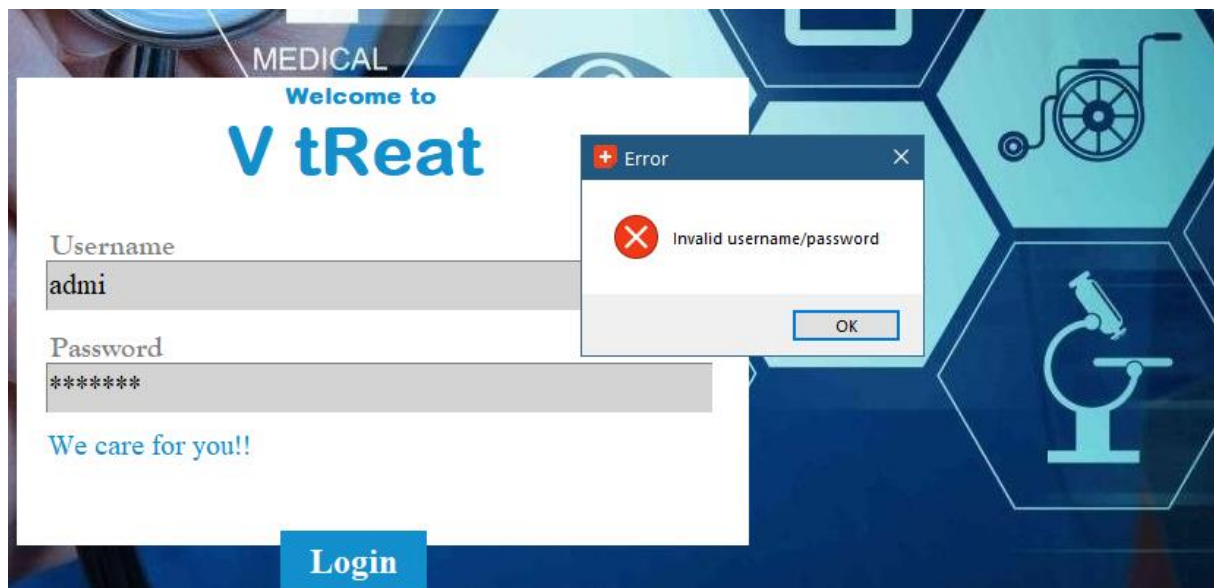 MEDICAL
Welcome to
V tReat
Error
Invalid username/password
OK
Username
admi
Password
*******
We care for you!!
Login